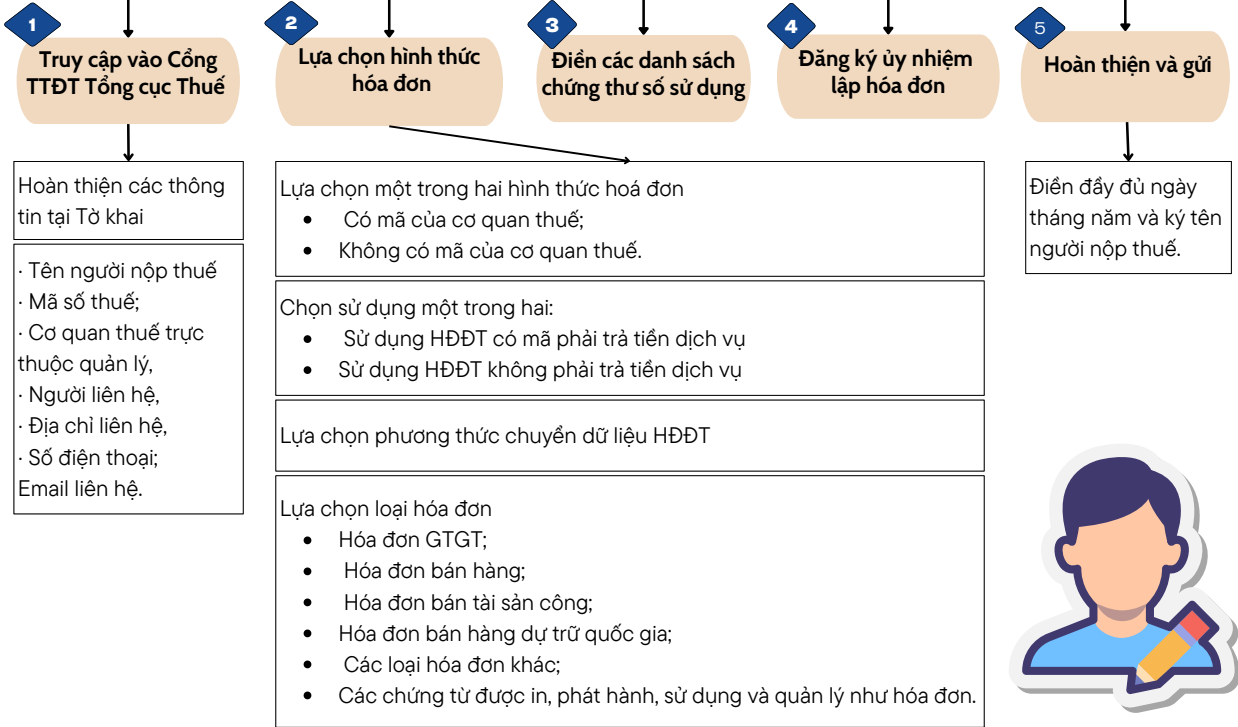 1
Truy cập vào Cổng
TTĐT Tổng cục Thuế
2
Lựa chọn hình thức
hóa đơn
3
Điền các danh sách
chứng thư số sử dụng
4
Đăng ký ủy nhiệm
lập hóa đơn
5
Hoàn thiện và gửi
Hoàn thiện các thông
tin tại Tờ khai
· Tên người nộp thuế
· Mã số thuế;
· Cơ quan thuế trực
thuộc quản lý,
· Người liên hệ,
· Địa chỉ liên hệ,
· Số điện thoại;
Email liên hệ.
Lựa chọn một trong hai hình thức hoá đơn
• Có mã của cơ quan thuế;
• Không có mã của cơ quan thuế.
Chọn sử dụng một trong hai:
• Sử dụng HĐĐT có mã phải trả tiền dịch vụ
• Sử dụng HĐĐT không phải trả tiền dịch vụ
Lựa chọn phương thức chuyển dữ liệu HĐĐT
Lựa chọn loại hóa đơn
• Hóa đơn GTGT;
• Hóa đơn bán hàng;
• Hóa đơn bán tài sản công;
• Hóa đơn bán hàng dự trữ quốc gia;
• Các loại hóa đơn khác;
• Các chứng từ được in, phát hành, sử dụng và quản lý như hóa đơn.
Điền đầy đủ ngày
tháng năm và ký tên
người nộp thuế.